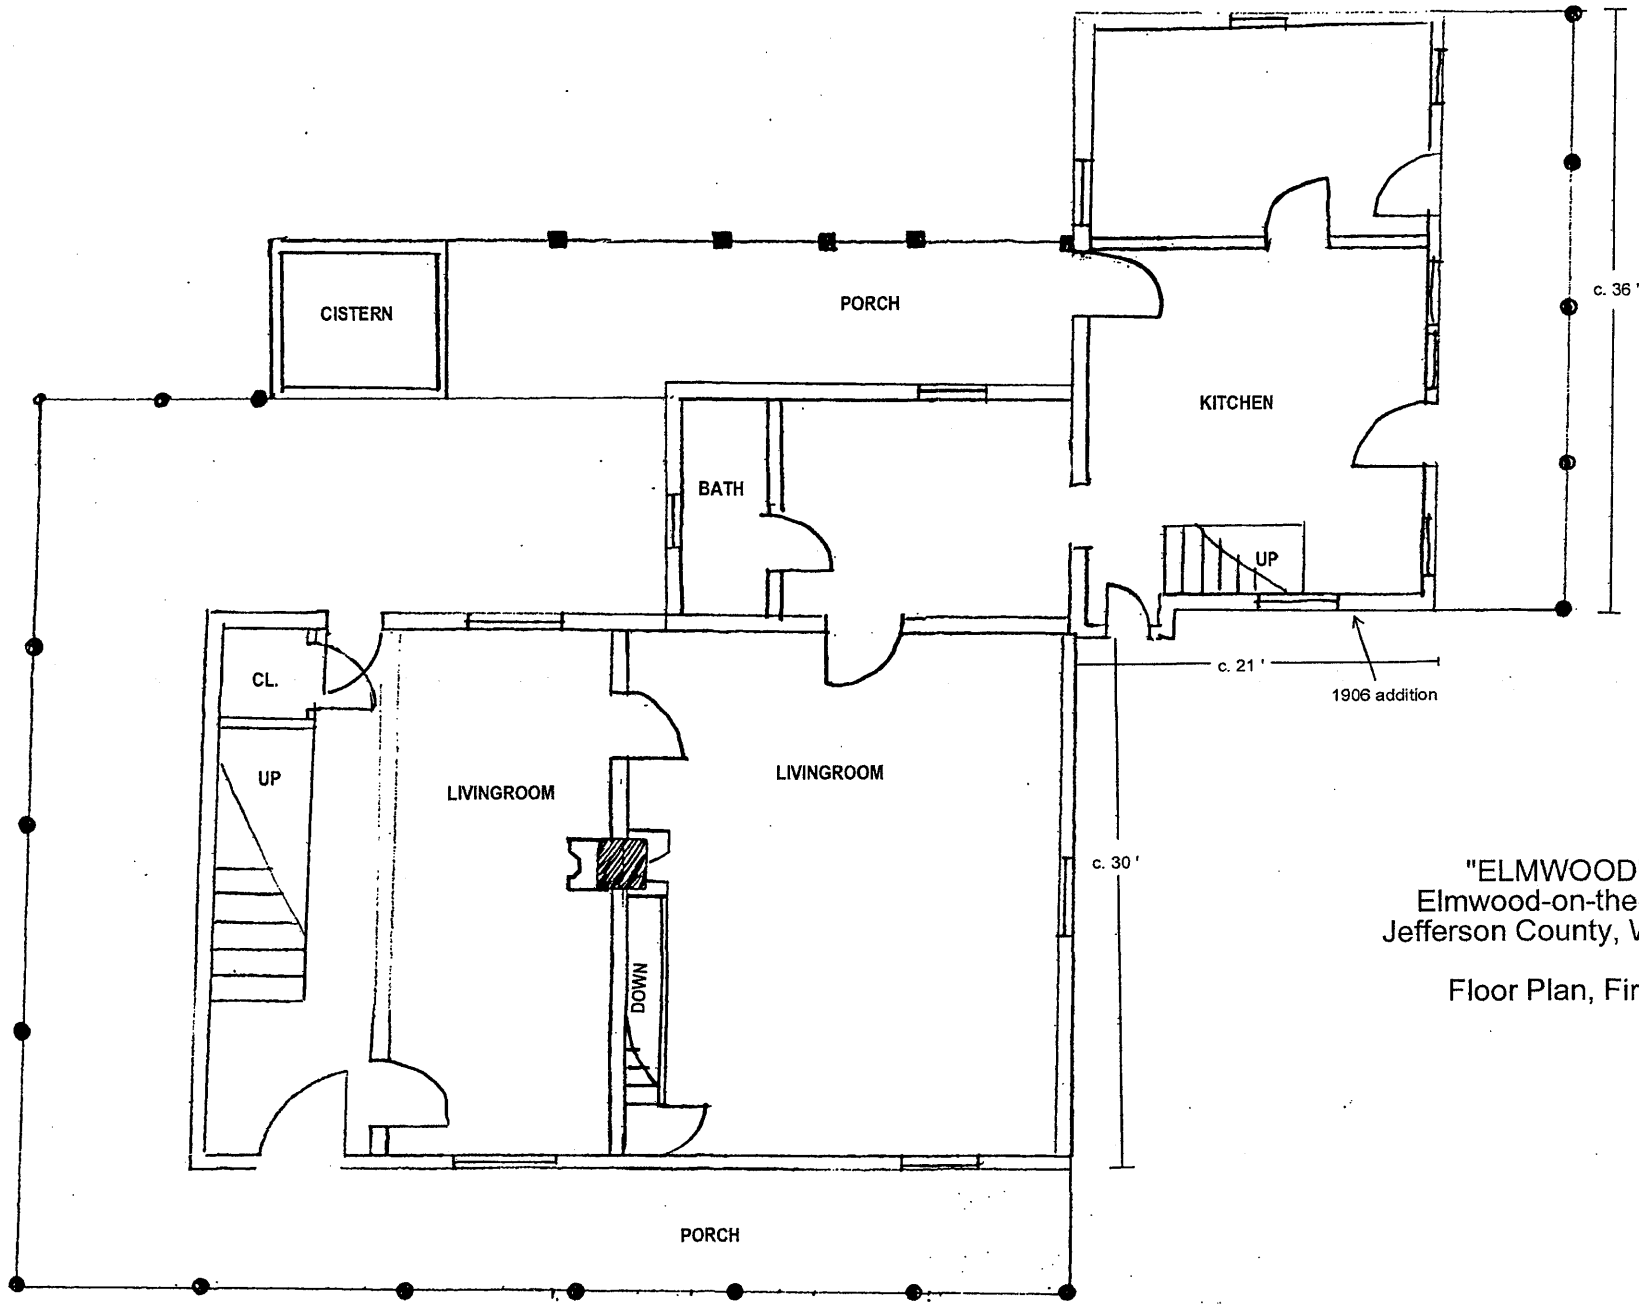 c. 36 '
CISTERN
PORCH
KITCHEN
BATH
UP
c. 21 '
1906 addition
CL.
UP
LIVINGROOM
LIVINGROOM
c. 30 '
"ELMWOOD
Elmwood-on-the
Jefferson County,
DOWN
Floor Plan,
PORCH